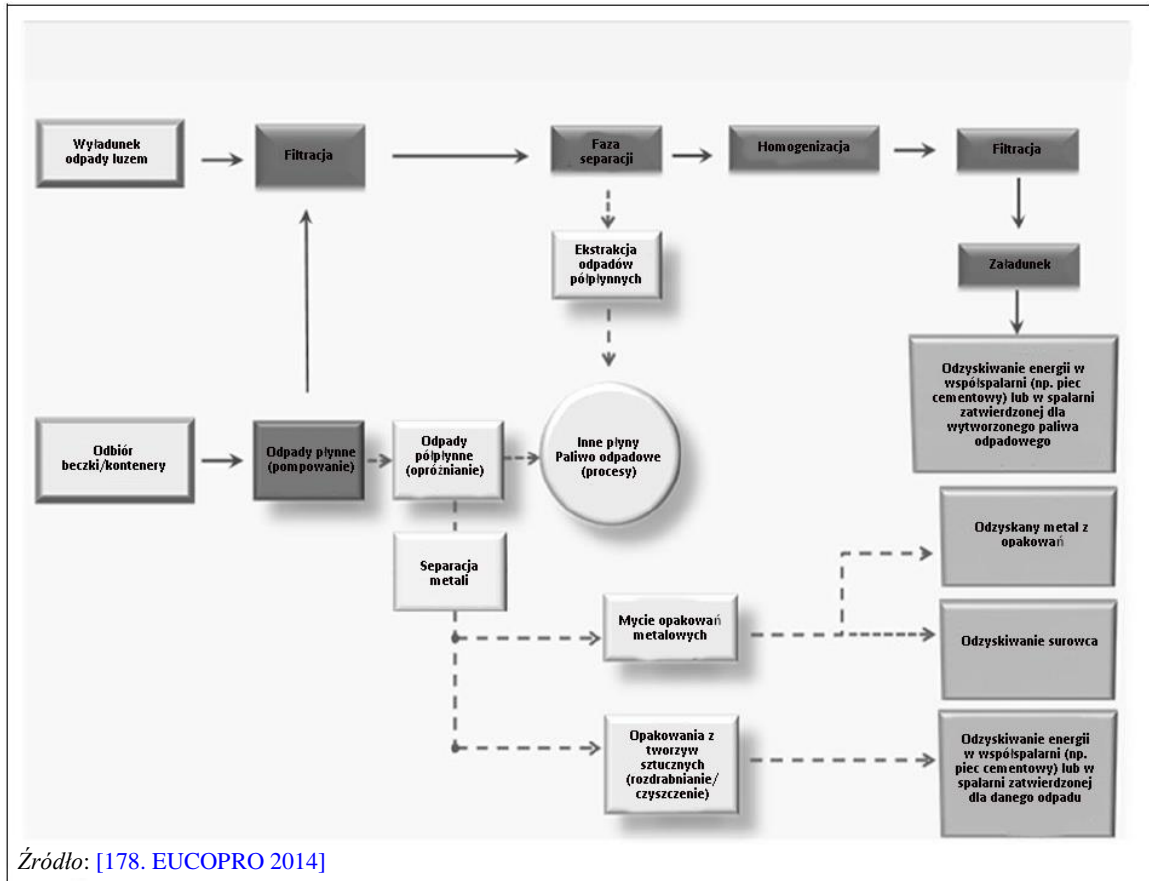 Wyładunek
odpady luzem
Filtracja
Faza
separacji
Homogenizacja
Filtracja
Ekstrakcja
odpadów
półpłynnych
Załadunek
Odzyskiwanie energii w
współspalarni (np. piec
cementowy) lub w spalarni
zatwierdzonej dla
wytworzonego paliwa
odpadowego
Odbiór
beczki/kontenery
Odpady płynne
(pompowanie)
Odpady
półpłynne
(opróżnianie)
Inne płyny
Paliwo odpadowe
(procesy)
Separacja
metali
Odzyskany metal z
opakowań
Mycie opakowań
metalowych
Odzyskiwanie surowca
Opakowania z
tworzyw
sztucznych
(rozdrabnianie/
czyszczenie)
Odzyskiwanie energii
w współspalarni (np.
piec cementowy) lub w
spalarni zatwierdzonej
dla danego odpadu
Źródło: [178. EUCOPRO 2014]